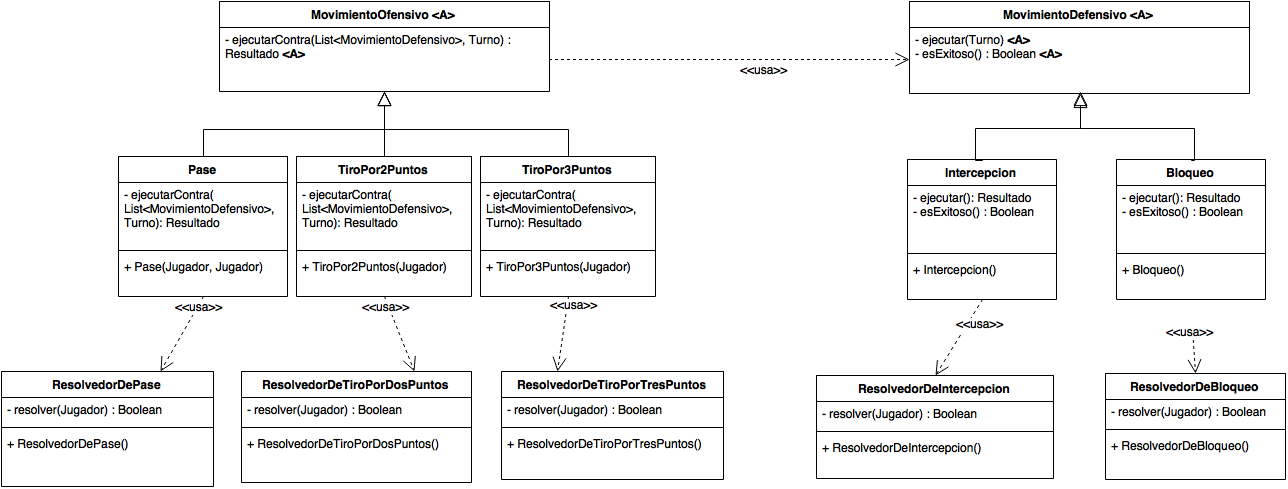 MovimientoOfensivo <A>
- ejecutarContra(List<MovimientoDefensivo>, Turno) :
Resultado <A>
MovimientoDefensivo <A>
- ejecutar(Turno) <A>
- esExitoso() : Boolean <A>
<<usa>>
Pase
- ejecutarContra(
List<MovimientoDefensivo>,
Turno): Resultado
+ Pase(Jugador, Jugador)
TiroPor2Puntos
- ejecutarContra(
List<MovimientoDefensivo>,
Turno): Resultado
+ TiroPor2Puntos(Jugador)
TiroPor3Puntos
- ejecutarContra(
List<MovimientoDefensivo>,
Turno): Resultado
+ TiroPor3Puntos(Jugador)
Intercepcion
- ejecutar(): Resultado
- esExitoso() : Boolean
+ Intercepcion()
Bloqueo
- ejecutar(): Resultado
- esExitoso() : Boolean
+ Bloqueo()
<<usa>>
<<usa>>
<<usa>>
<<usa>>
<<usa>>
ResolvedorDePase
- resolver(Jugador) : Boolean
+ ResolvedorDePase()
ResolvedorDeTiroPorDosPuntos
- resolver(Jugador) : Boolean
+ ResolvedorDeTiroPorDosPuntos()
ResolvedorDeTiroPorTresPuntos
- resolver(Jugador) : Boolean
+ ResolvedorDeTiroPorTresPuntos()
ResolvedorDeIntercepcion
- resolver(Jugador) : Boolean
+ ResolvedorDeIntercepcion()
ResolvedorDeBloqueo
- resolver(Jugador) : Boolean
+ ResolvedorDeBloqueo()